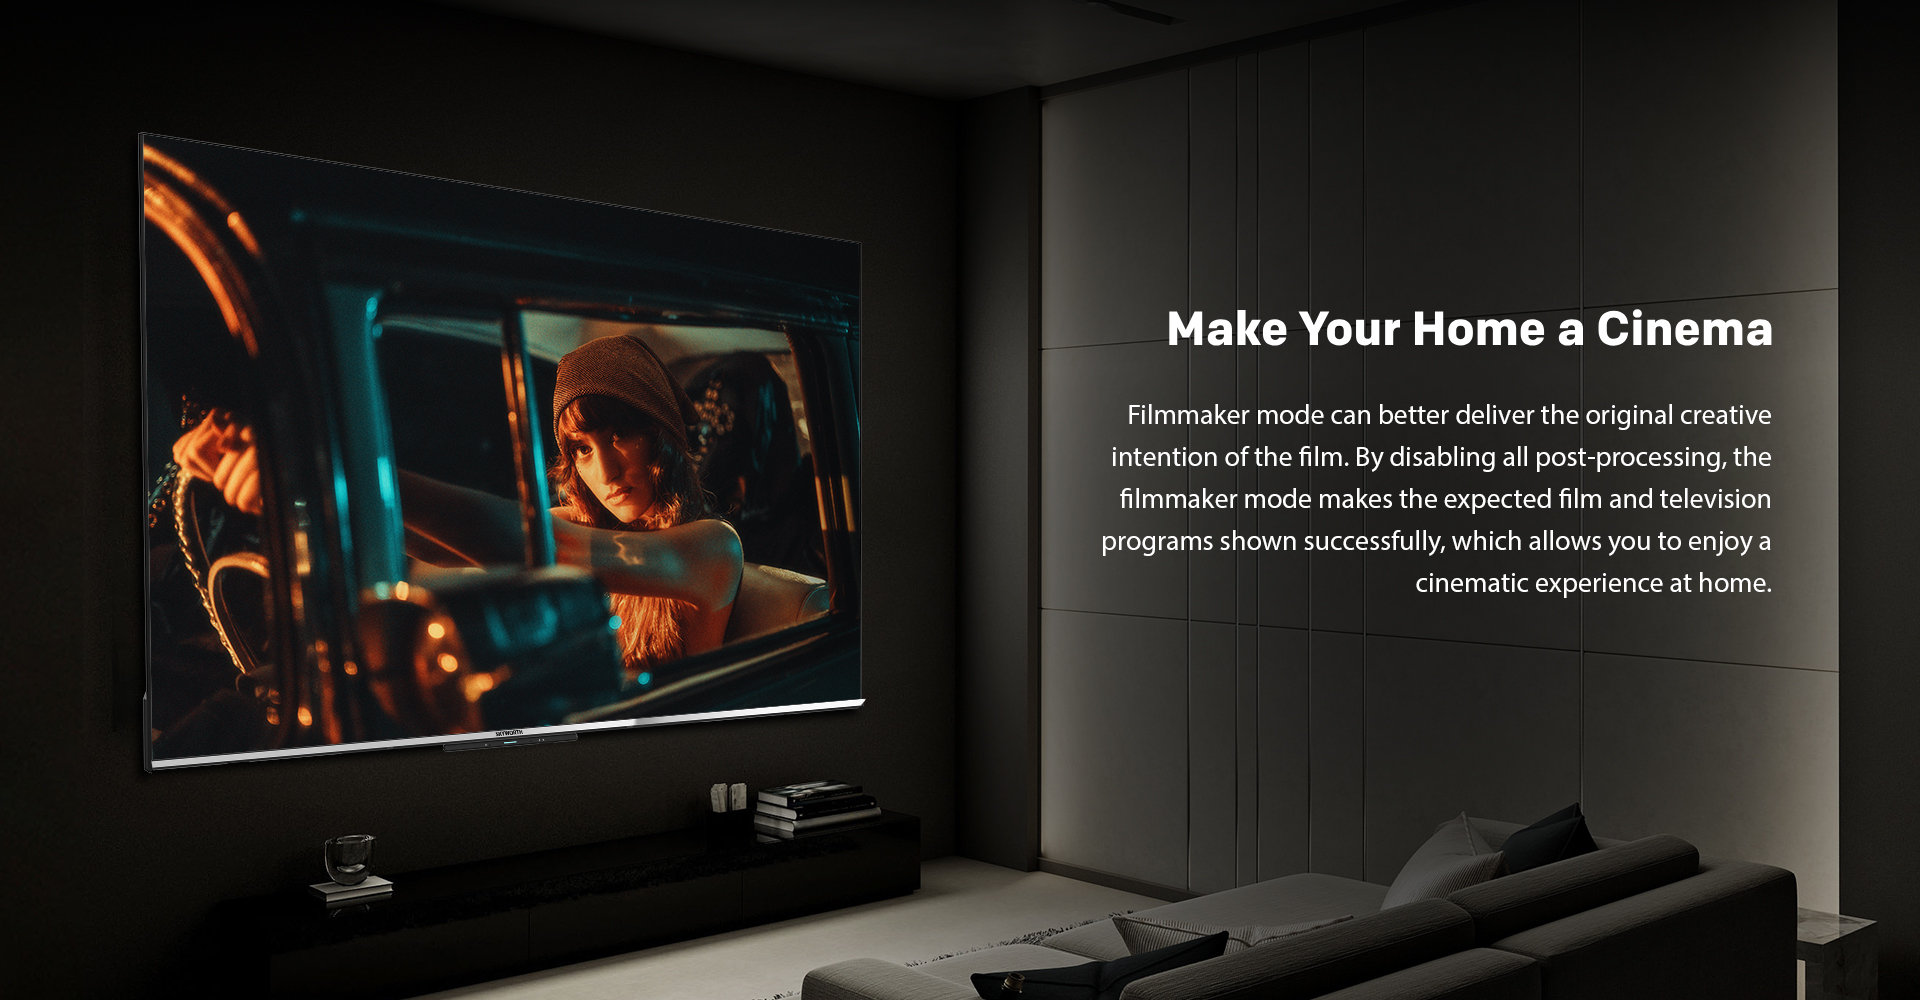 Make Your Home a Cinema
Filmmaker mode can better deliver the original creative
intention of the film. By disabling all post-processing, the
filmmaker mode makes the expected film and television
programs shown successfully, which allows you to enjoy a
cinematic experience at home.
SKYWORTH